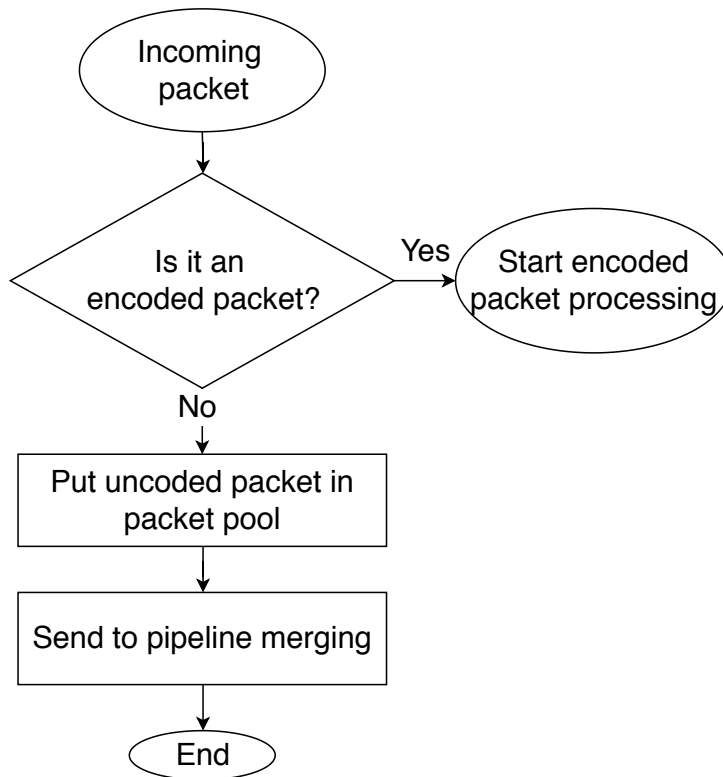 Incoming
packet
Is it an
encoded packet?
Yes
Start encoded
packet processing
No
Put uncoded packet in
packet pool
Send to pipeline merging
End